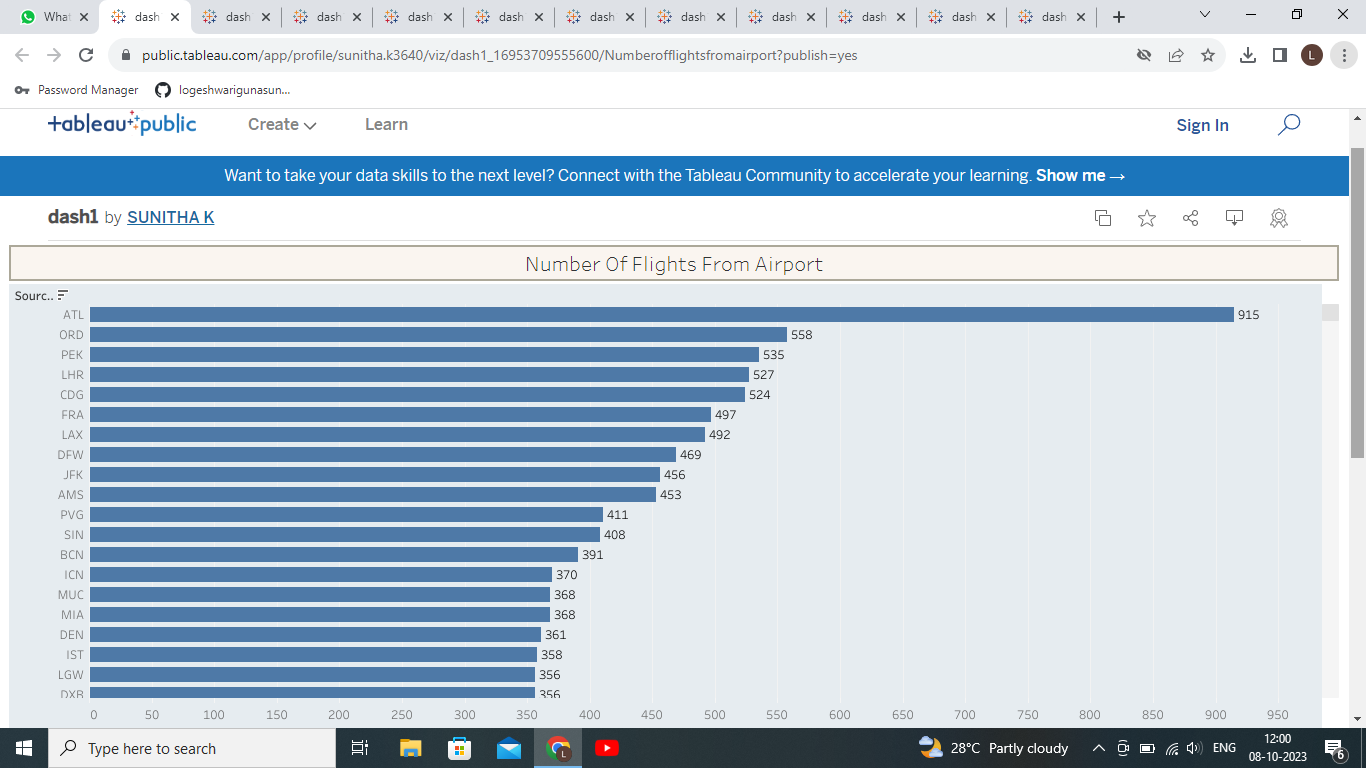 What
dash
dash
dash
dash
dash
dash
dash
dash
dash
dash
dash
public.tableau.com/app/profile/sunitha.k3640/viz/dash1_16953709555600/Numberofflightsfromairport?publish=yes
L
Password Manager
logeshwarigunasun...
+ableau public
Create
Learn
Sign In
Want to take your data skills to the next level? Connect with the Tableau Community to accelerate your learning. Show me →
dash1 by SUNITHA K
Number Of Flights From Airport
Sourc..
ATL 915
ORD 558
PEK 535
LHR 527
CDG 524
FRA 497
LAX 492
DFW 469
JFK 456
AMS 453
PVG 411
SIN 408
BCN 391
ICN 370
MUC 368
MIA 368
DEN 361
IST 358
LGW 356
DXB 356
0 50 100 150 200 250 300 350 400 450 500 550 600 650 700 750 800 850 900 950
Type here to search
L
28°C Partly cloudy
ENG
12:00
08-10-2023
6